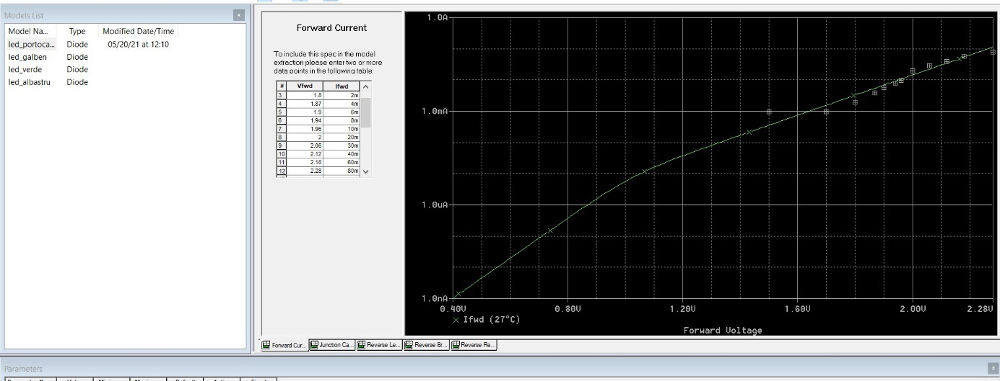 Models List
x
Model Na... Type Modified Date/Time
led_portoca... Diode 05/20/21 at 12:10
led_galben Diode
led_verde Diode
led_albastru Diode
Forward Current
To include this spec in the model
extraction please enter two or more
data points in the following table:
# Vfwd Ifwd
3 1.8 2m
4 1.87 4m
5 1.9 6m
6 1.94 8m
7 1.96 10m
8 2 20m
9 2.06 30m
10 2.12 40m
11 2.18 60m
12 2.28 80m
1.0A
1.0mA
1.0uA
1.0nA
0.40V 0.80V 1.20V 1.60V 2.00V 2.28V
Ifwd (27°C)
Forward Voltage
Forward Cur... Junction Ca... Reverse Le... Reverse Br... Reverse Re...
Parameters
x